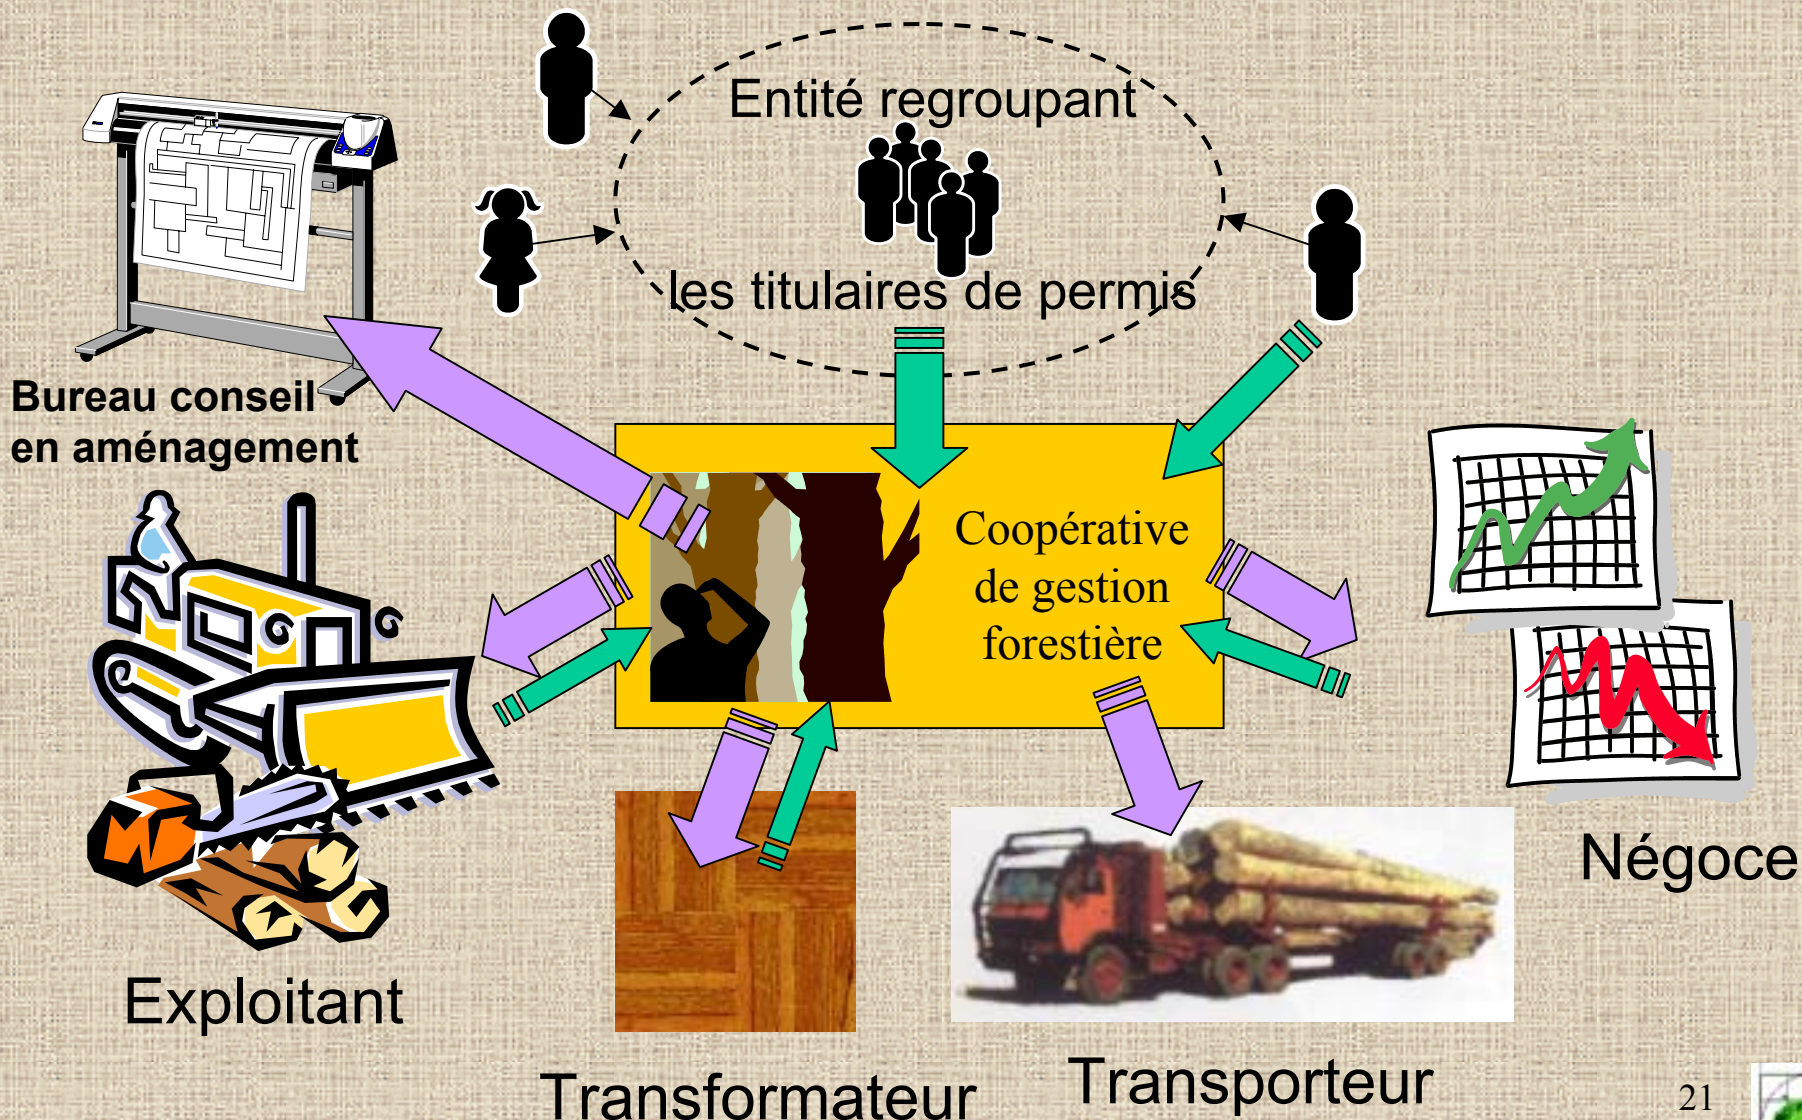 Entité regroupant
les titulaires de permis
Bureau conseil
en aménagement
Coopérative
de gestion
forestière
Négoce
Exploitant
Transformateur
Transporteur
21